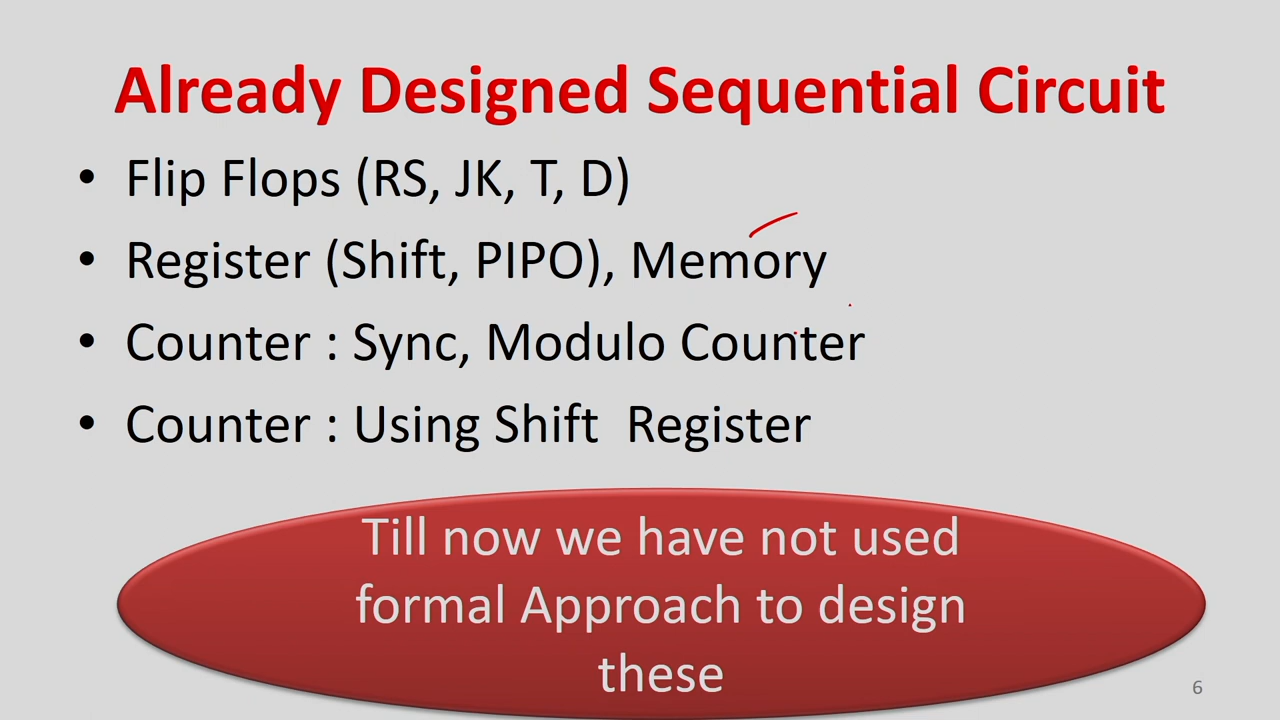 Already Designed Sequential Circuit
• Flip Flops (RS, JK, T, D)
• Register (Shift, PIPO), Memory
• Counter : Sync, Modulo Counter
• Counter : Using Shift Register
Till now we have not used
formal Approach to design
these
6